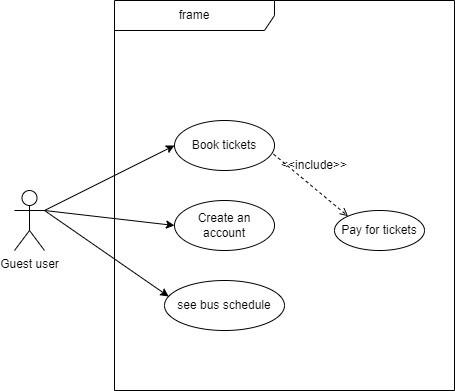 frame
Book tickets
<<include>>
Create an
account
Pay for tickets
Guest user
see bus schedule